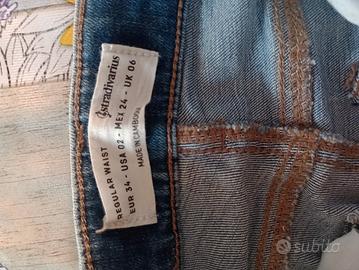 stradivarius
REGULAR WAIST
EUR 34 - USA 02 - MEX 24 - UK 06
MADE IN CAMBODIA
subito